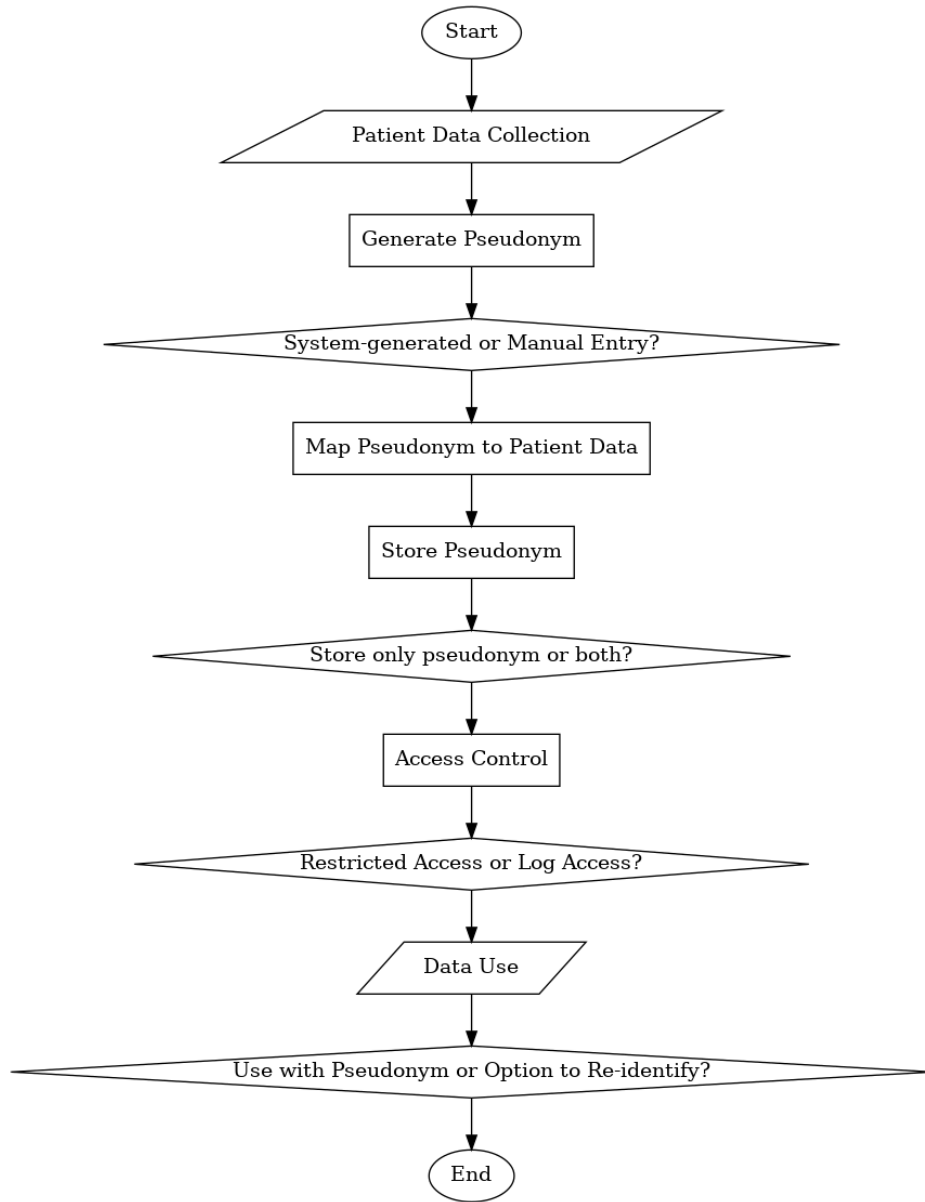 Start
Patient Data Collection
Generate Pseudonym
System-generated or Manual Entry?
Map Pseudonym to Patient Data
Store Pseudonym
Store only pseudonym or both?
Access Control
Restricted Access or Log Access?
Data Use
Use with Pseudonym or Option to Re-identify?
End